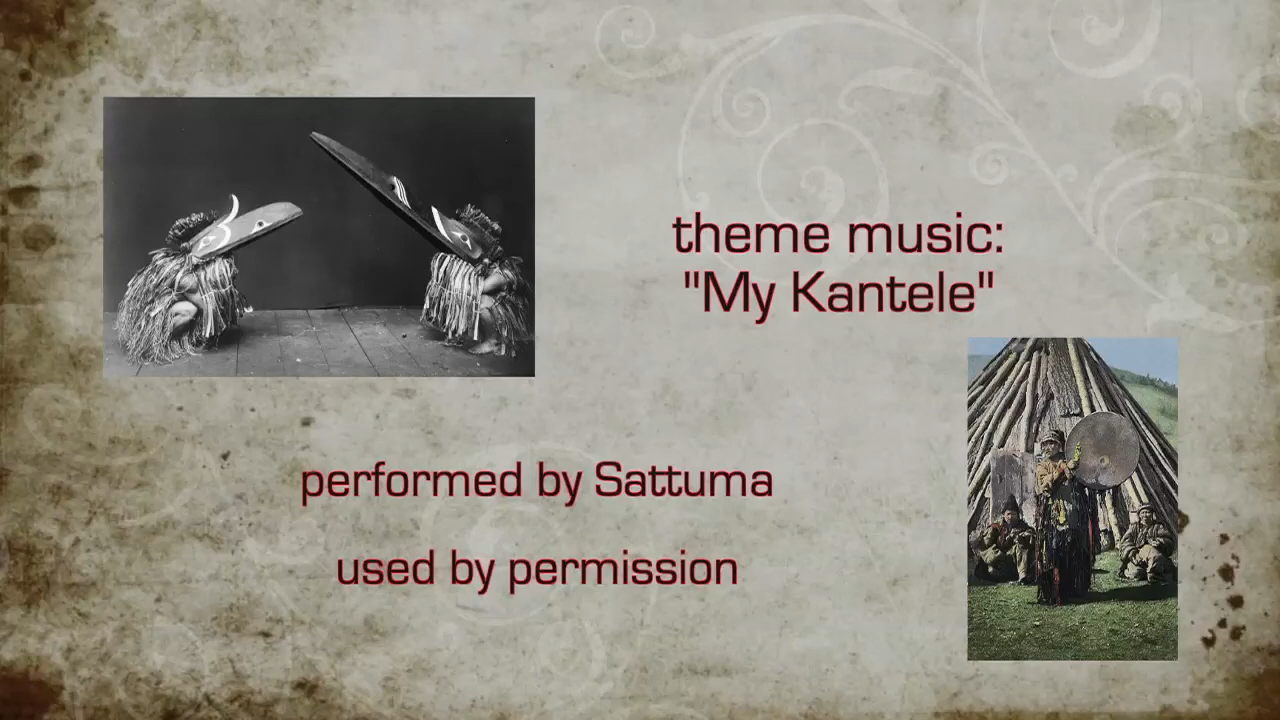 theme music:
"My Kantele"
performed by Sattuma
used by permission